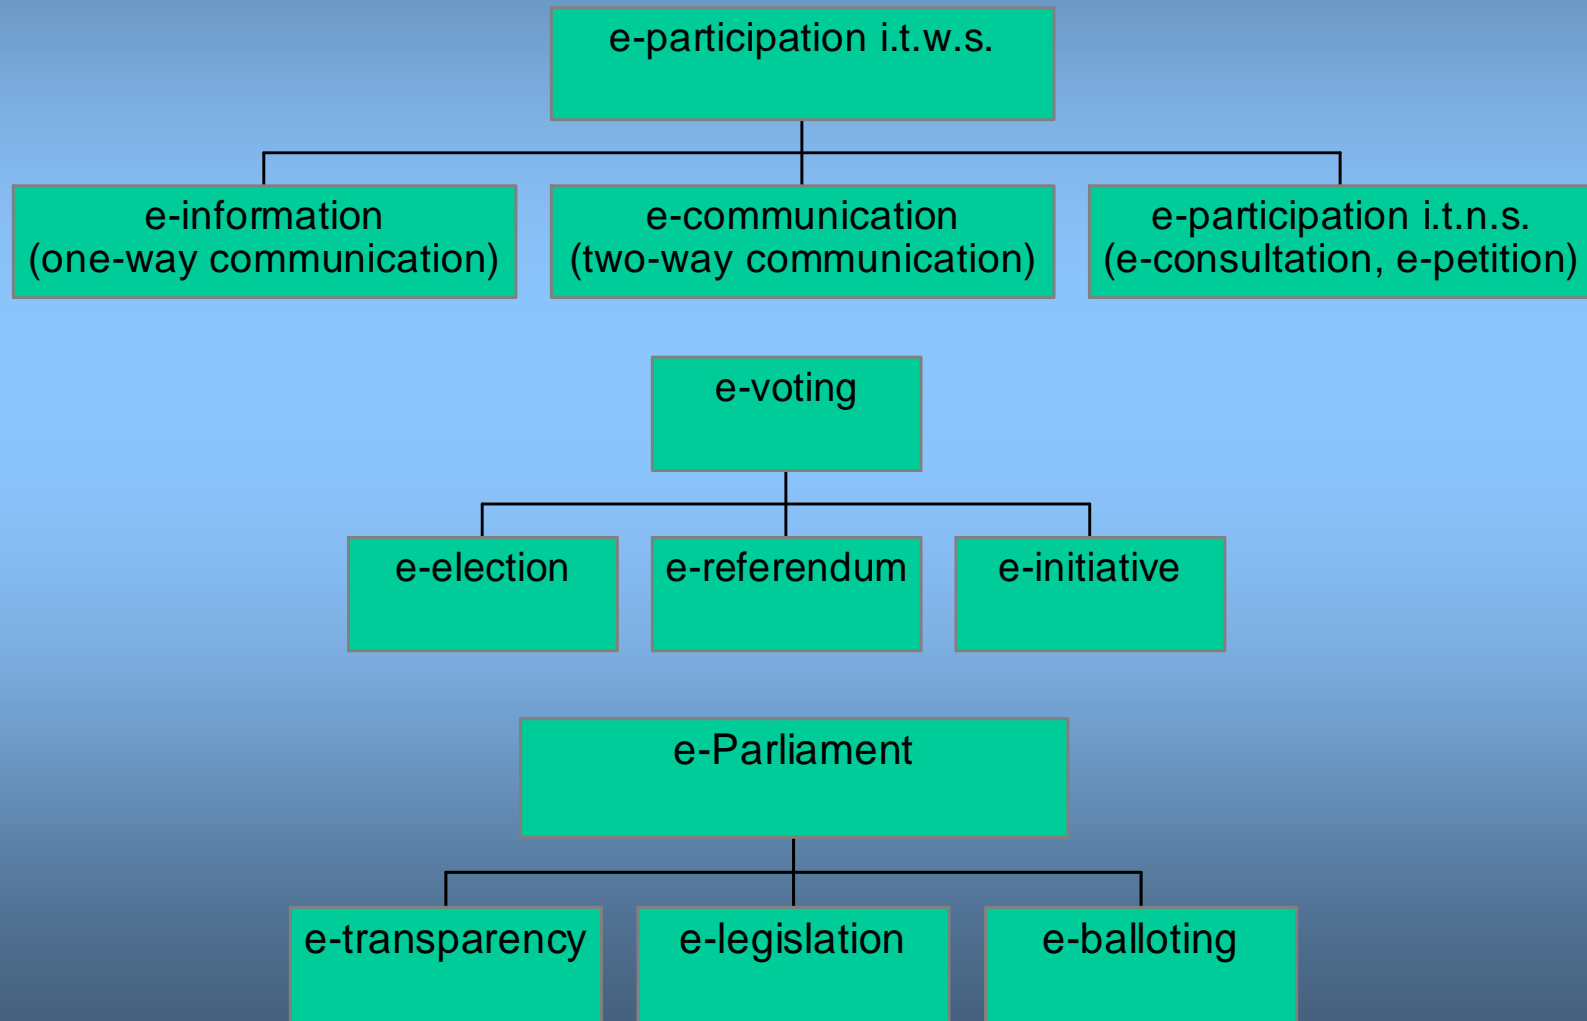 e-participation i.t.w.s.
e-information
(one-way communication)
e-communication
(two-way communication)
e-participation i.t.n.s.
(e-consultation, e-petition)
e-voting
e-election
e-referendum
e-initiative
e-Parliament
e-transparency
e-legislation
e-balloting